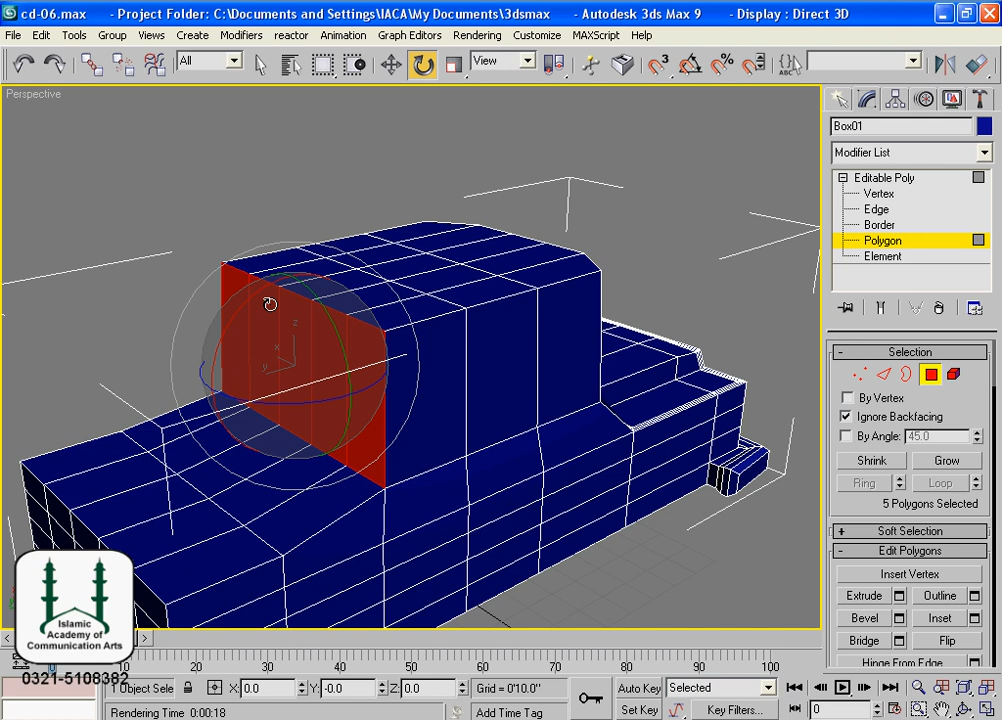 cd-06.max - Project Folder: C:\Documents and Settings\IACA\My Documents\3dsmax - Autodesk 3ds Max 9 - Display : Direct 3D
File Edit Tools Group Views Create Modifiers reactor Animation Graph Editors Rendering Customize MAXScript Help
All
View
ABC
Perspective
Box01
Modifier List
Editable Poly
Vertex
Edge
Border
Polygon
Element
z
x
y
- Selection
By Vertex
Ignore Backfacing
By Angle: 45.0
Shrink Grow
Ring Loop
5 Polygons Selected
+ Soft Selection
- Edit Polygons
Insert Vertex
Extrude Outline
Bevel Inset
Bridge Flip
Hinge From Edge
Islamic
Academy of
Communication Arts
0321-5108382
10 20 30 40 50 60 70 80 90 100
1 Object Sele X: 0.0 Y: -0.0 Z: 0.0 Grid = 0'10.0" Auto Key Selected
Rendering Time 0:00:18 Add Time Tag Set Key Key Filters... 0